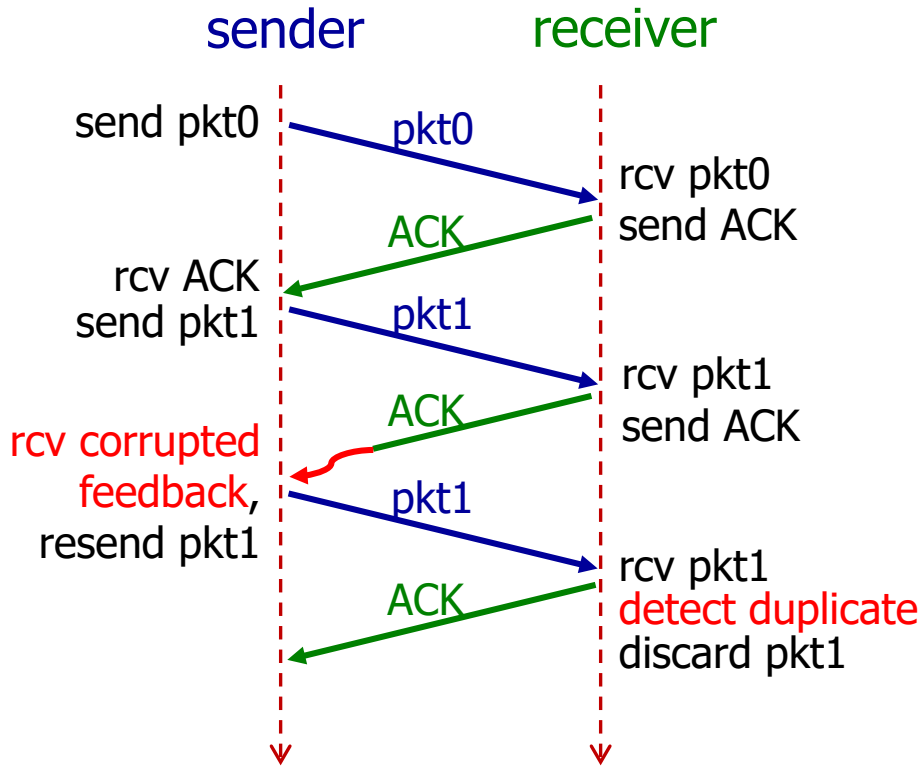 sender
receiver
send pkt0
pkt0
rcv pkt0
send ACK
ACK
rcv ACK
send pkt1
pkt1
rcv pkt1
send ACK
ACK
rcv corrupted
feedback,
resend pkt1
pkt1
rcv pkt1
detect duplicate
discard pkt1
ACK